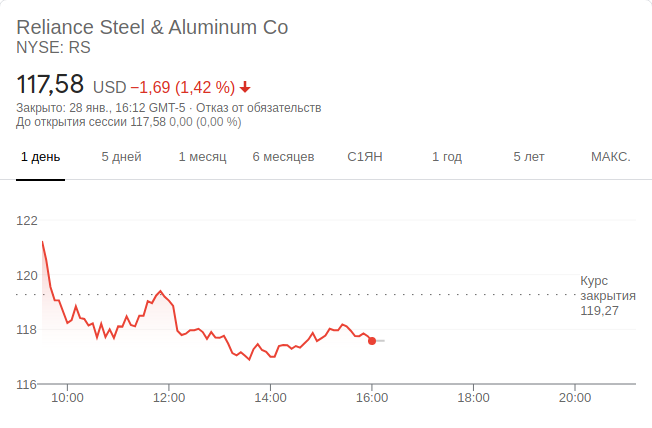 Reliance Steel & Aluminum Co
NYSE: RS
117,58 USD −1,69 (1,42 %)
Закрыто: 28 янв., 16:12 GMT-5 · Отказ от обязательств
До открытия сессии 117,58 0,00 (0,00 %)
1 день 5 дней 1 месяц 6 месяцев С1ЯН 1 год 5 лет МАКС.
122
120
Курс
закрытия
119,27
118
116
10:00 12:00 14:00 16:00 18:00 20:00